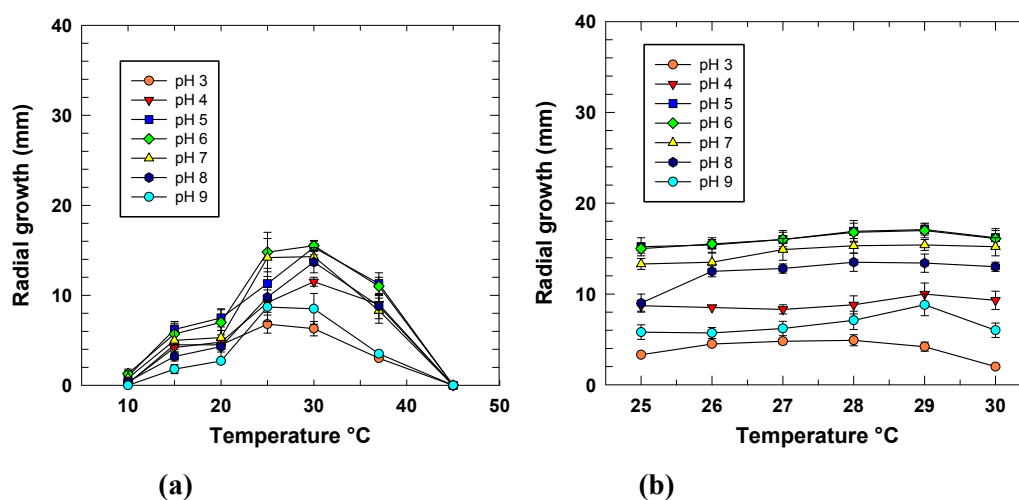 40
30
20
10
0
Radial growth (mm)
pH 3
pH 4
pH 5
pH 6
pH 7
pH 8
pH 9
10 20 30 40 50
Temperature °C
(a)
40
30
20
10
0
Radial growth (mm)
pH 3
pH 4
pH 5
pH 6
pH 7
pH 8
pH 9
25 26 27 28 29 30
Temperature °C
(b)